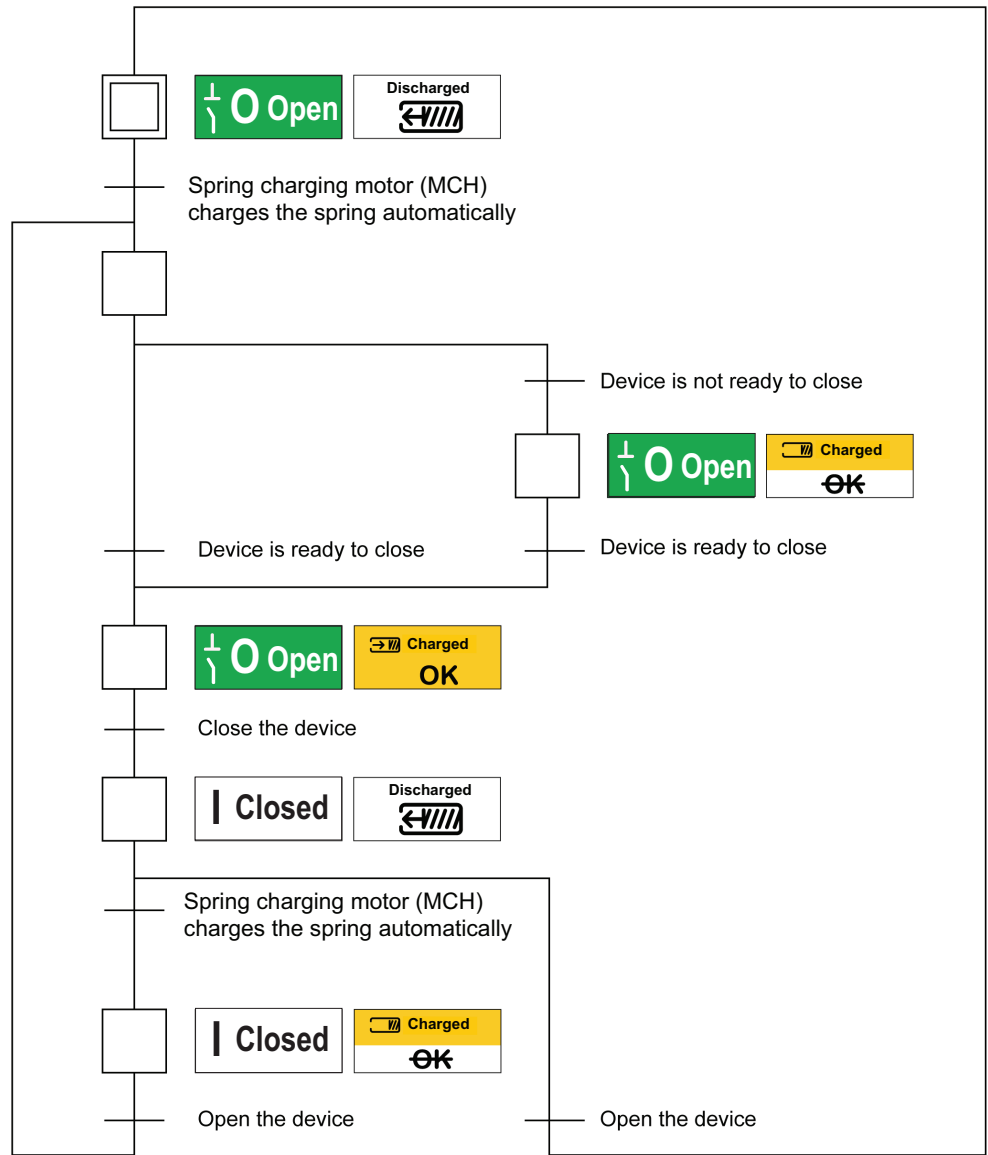 O Open
Discharged
Spring charging motor (MCH)
charges the spring automatically
Device is not ready to close
O Open
Charged
OK
Device is ready to close
Device is ready to close
O Open
Charged
OK
Close the device
I Closed
Discharged
Spring charging motor (MCH)
charges the spring automatically
I Closed
Charged
OK
Open the device
Open the device